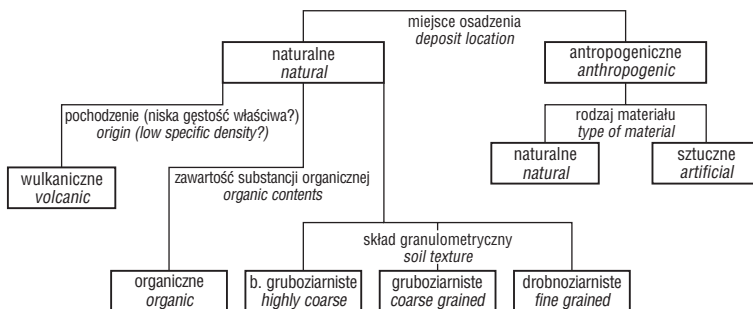 miejsce osadzenia
deposit location
naturalne
natural
antropogeniczne
anthropogenic
pochodzenie (niska gęstość właściwa?)
origin (low specific density?)
rodzaj materiału
type of material
naturalne
natural
sztuczne
artificial
wulkaniczne
volcanic
zawartość substancji organicznej
organic contents
skład granulometryczny
soil texture
organiczne
organic
b. gruboziarniste
highly coarse
gruboziarniste
coarse grained
drobnoziarniste
fine grained